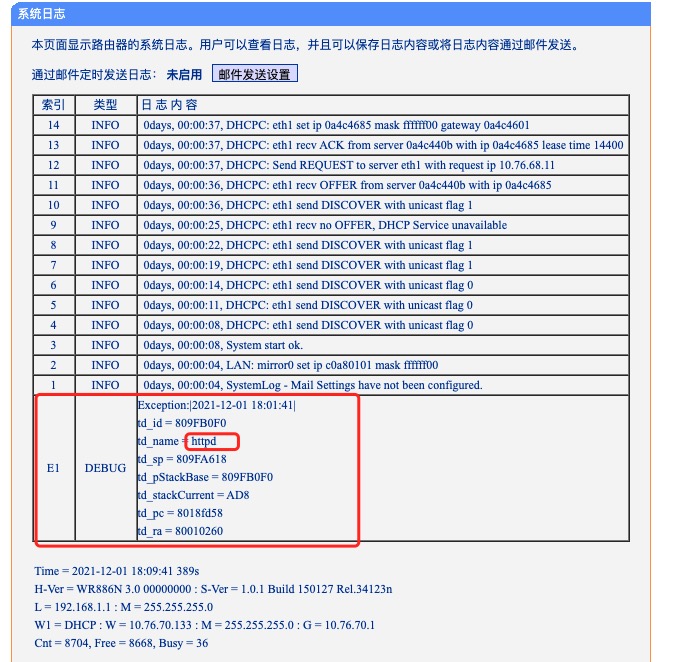 系统日志
本页面显示路由器的系统日志。用户可以查看日志，并且可以保存日志内容或将日志内容通过邮件发送。
通过邮件定时发送日志： 未启用 邮件发送设置
索引 类型 日 志 内 容
14 INFO 0days, 00:00:37, DHCPC: eth1 set ip 0a4c4685 mask ffffff00 gateway 0a4c4601
13 INFO 0days, 00:00:37, DHCPC: eth1 recv ACK from server 0a4c440b with ip 0a4c4685 lease time 14400
12 INFO 0days, 00:00:37, DHCPC: Send REQUEST to server eth1 with request ip 10.76.68.11
11 INFO 0days, 00:00:36, DHCPC: eth1 recv OFFER from server 0a4c440b with ip 0a4c4685
10 INFO 0days, 00:00:36, DHCPC: eth1 send DISCOVER with unicast flag 1
9 INFO 0days, 00:00:25, DHCPC: eth1 recv no OFFER, DHCP Service unavailable
8 INFO 0days, 00:00:22, DHCPC: eth1 send DISCOVER with unicast flag 1
7 INFO 0days, 00:00:19, DHCPC: eth1 send DISCOVER with unicast flag 1
6 INFO 0days, 00:00:14, DHCPC: eth1 send DISCOVER with unicast flag 0
5 INFO 0days, 00:00:11, DHCPC: eth1 send DISCOVER with unicast flag 0
4 INFO 0days, 00:00:08, DHCPC: eth1 send DISCOVER with unicast flag 0
3 INFO 0days, 00:00:08, System start ok.
2 INFO 0days, 00:00:04, LAN: mirror0 set ip c0a80101 mask ffffff00
1 INFO 0days, 00:00:04, SystemLog - Mail Settings have not been configured.
E1 DEBUG Exception:|2021-12-01 18:01:41|
td_id = 809FB0F0
td_name = httpd
td_sp = 809FA618
td_pStackBase = 809FB0F0
td_stackCurrent = AD8
td_pc = 8018fd58
td_ra = 80010260
Time = 2021-12-01 18:09:41 389s
H-Ver = WR886N 3.0 00000000 : S-Ver = 1.0.1 Build 150127 Rel.34123n
L = 192.168.1.1 : M = 255.255.255.0
W1 = DHCP : W = 10.76.70.133 : M = 255.255.255.0 : G = 10.76.70.1
Cnt = 8704, Free = 8668, Busy = 36